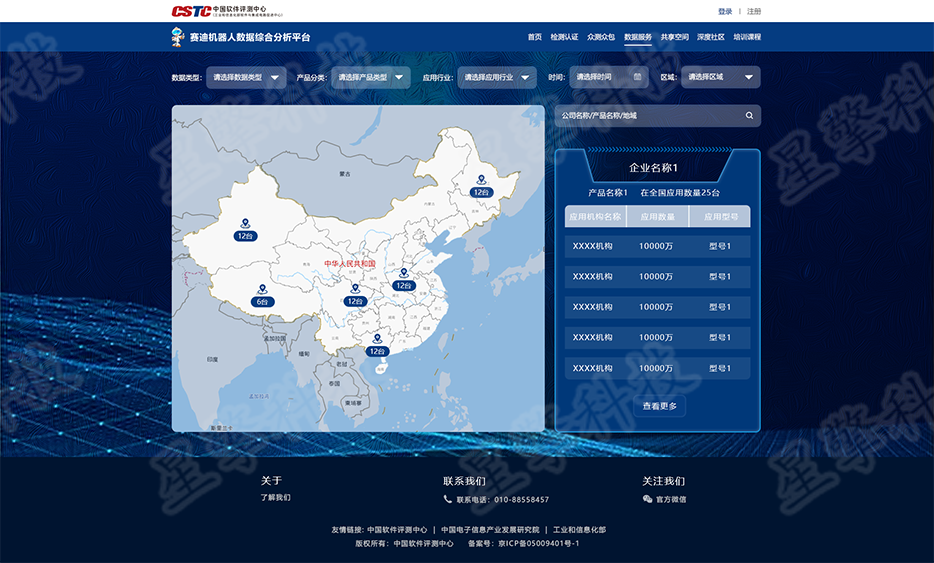 CSTC 中国软件评测中心
(工业和信息化部软件与集成电路促进中心)
登录 | 注册
赛迪机器人数据综合分析平台
首页 检测认证 众测众包 数据服务 共享空间 深度社区 培训课程
数据类型: 请选择数据类型 产品分类: 请选择产品类型 应用行业: 请选择应用行业 时间: 请选择时间 区域: 请选择区域
公司名称/产品名称/地域
蒙古
12台
12台
中华人民共和国
12台
6台
12台
12台
孟加拉国
印度
缅甸
老挝
泰国
孟加拉湾
柬埔寨
斯里兰卡
企业名称1
产品名称1 在全国应用数量25台
应用机构名称 应用数量 应用型号
XXXX机构 10000万 型号1
XXXX机构 10000万 型号1
XXXX机构 10000万 型号1
XXXX机构 10000万 型号1
XXXX机构 10000万 型号1
查看更多
关于
了解我们
联系我们
联系电话: 010-88558457
关注我们
官方微信
友情链接: 中国软件评测中心 | 中国电子信息产业发展研究院 | 工业和信息化部
版权所有: 中国软件评测中心 备案号: 京ICP备05009401号-1
星擎科技